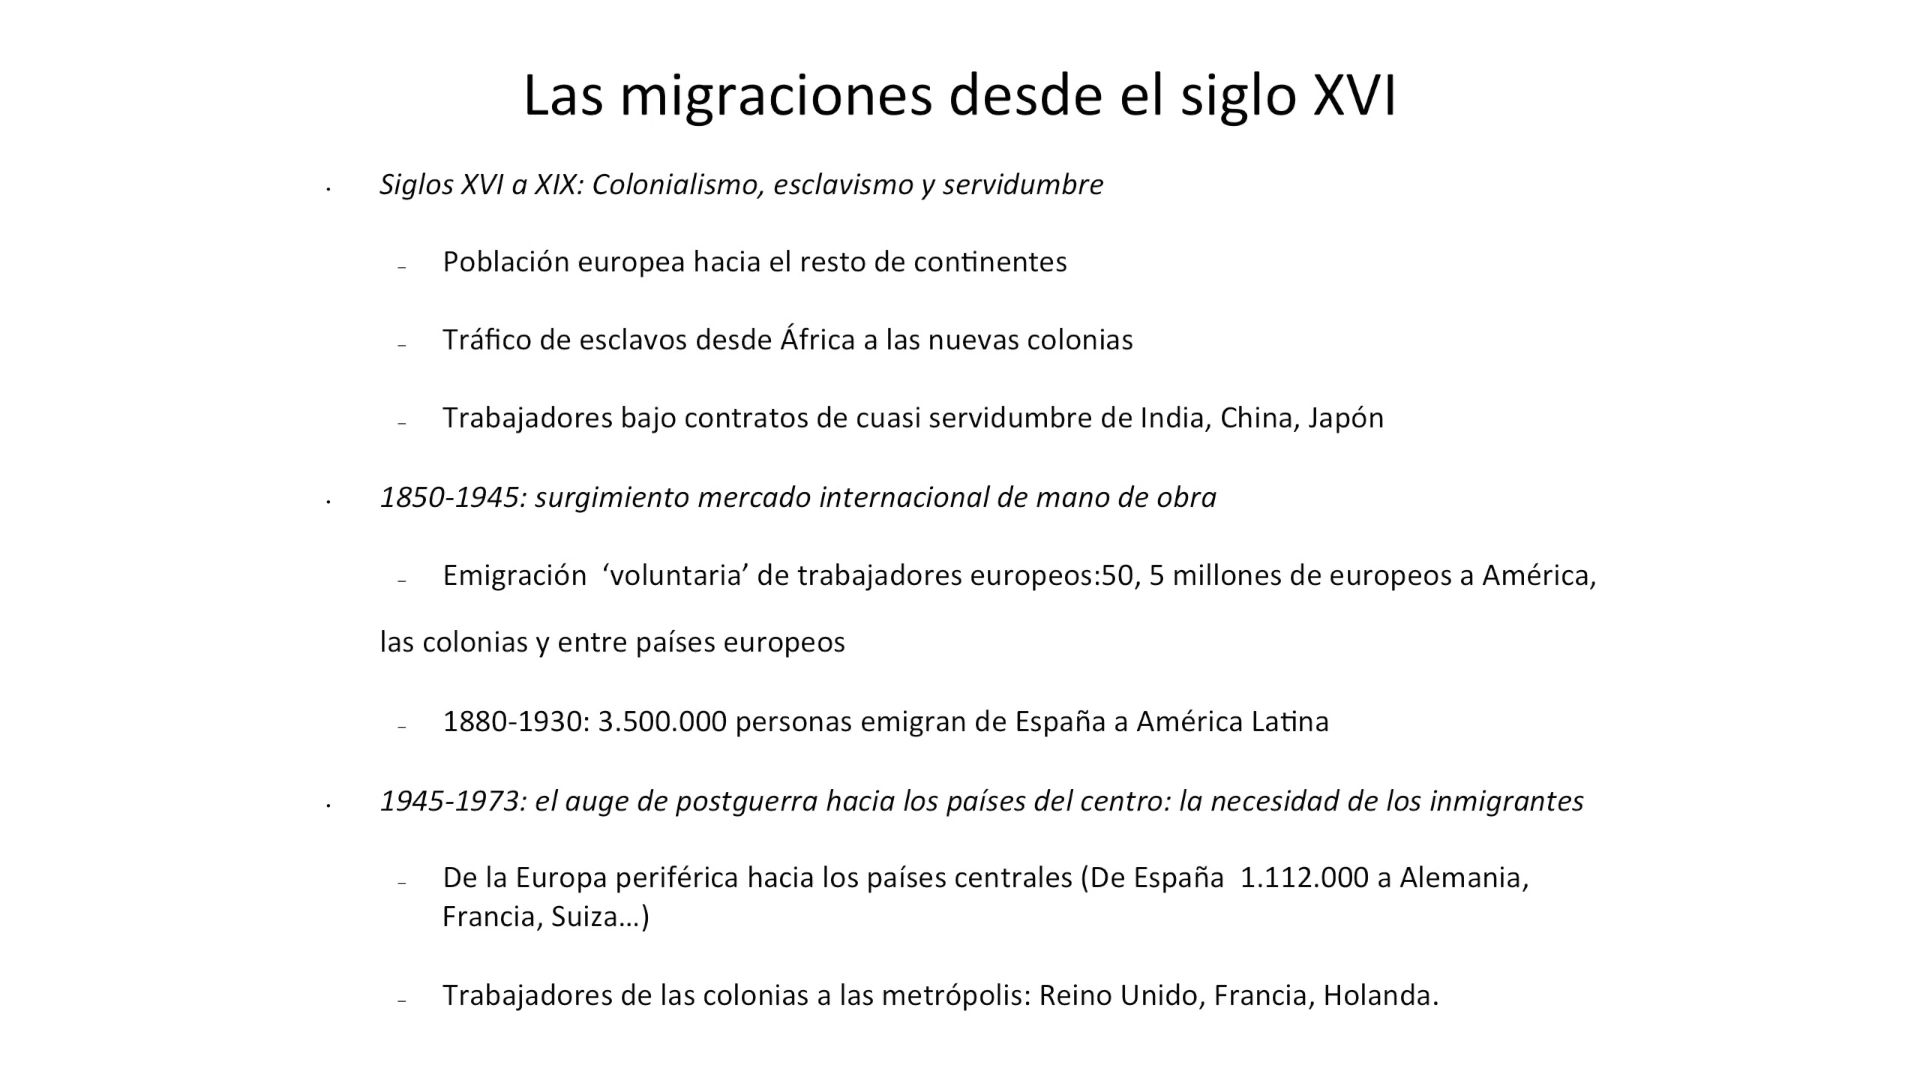 Las migraciones desde el siglo XVI
· Siglos XVI a XIX: Colonialismo, esclavismo y servidumbre
– Población europea hacia el resto de continentes
– Tráfico de esclavos desde África a las nuevas colonias
– Trabajadores bajo contratos de cuasi servidumbre de India, China, Japón
· 1850-1945: surgimiento mercado internacional de mano de obra
– Emigración  ‘voluntaria’ de trabajadores europeos:50, 5 millones de europeos a América,
las colonias y entre países europeos
– 1880-1930: 3.500.000 personas emigran de España a América Latina
· 1945-1973: el auge de postguerra hacia los países del centro: la necesidad de los inmigrantes
– De la Europa periférica hacia los países centrales (De España  1.112.000 a Alemania,
Francia, Suiza...)
– Trabajadores de las colonias a las metrópolis: Reino Unido, Francia, Holanda.